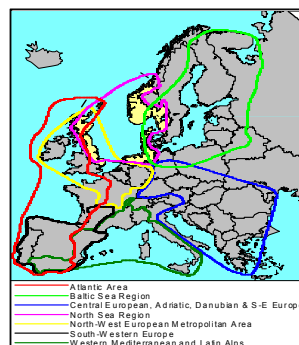 Atlantic Area
Baltic Sea Region
Central European, Adriatic, Danubian & S-E Europe
North Sea Region
North-West European Metropolitan Area
South-Western Europe
Western Mediterranean and Latin Alps